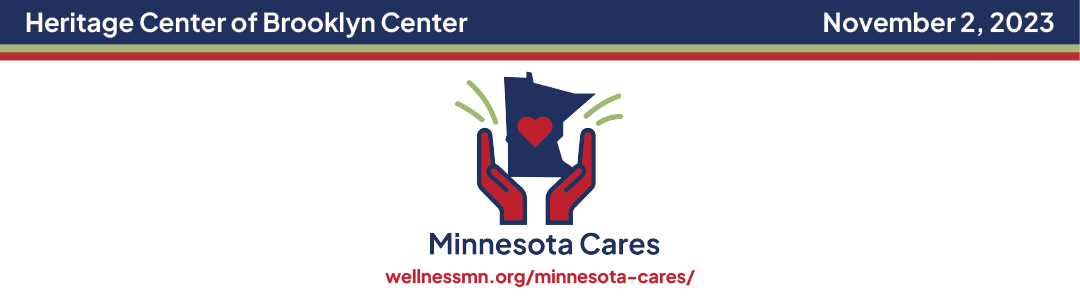 Heritage Center of Brooklyn Center
November 2, 2023
Minnesota Cares
wellnessmn.org/minnesota-cares/